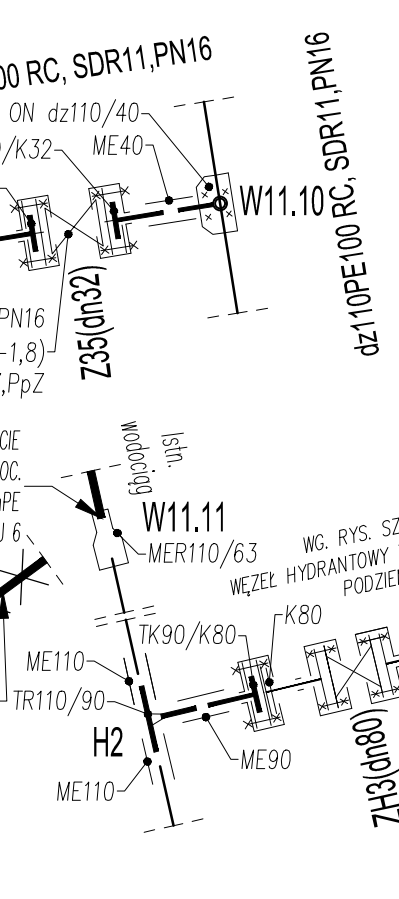 00 RC, SDR11,PN16
ON dz110/40
/K32
ME40
W11.10
dz110PE100 RC, SDR11,PN16
PN16
-1,8)
,PpZ
Z35(dn32)
CIE
OC.
PE
U 6
Istn.
wodociąg
W11.11
MER110/63
WG. RYS. SZ
WĘZEŁ HYDRANTOWY
PODZIE
K80
TK90/K80
ME110
TR110/90
H2
ME90
ME110
ZH3(dn80)